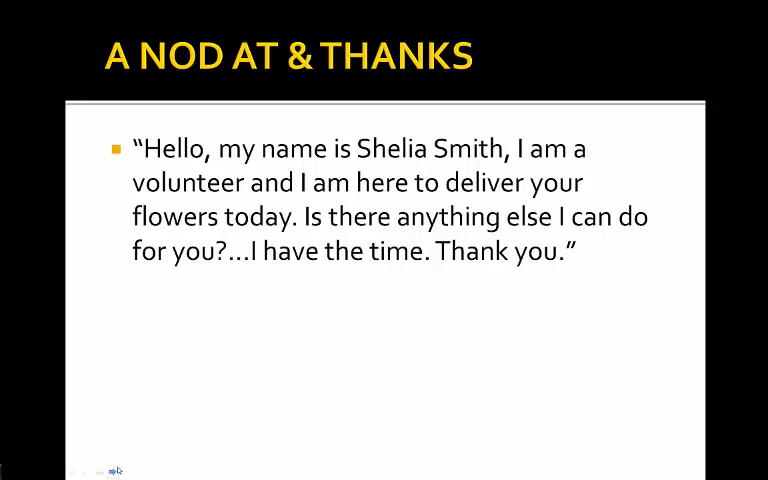 A NOD AT & THANKS
“Hello, my name is Shelia Smith, I am a
volunteer and I am here to deliver your
flowers today. Is there anything else I can do
for you?...I have the time. Thank you.”